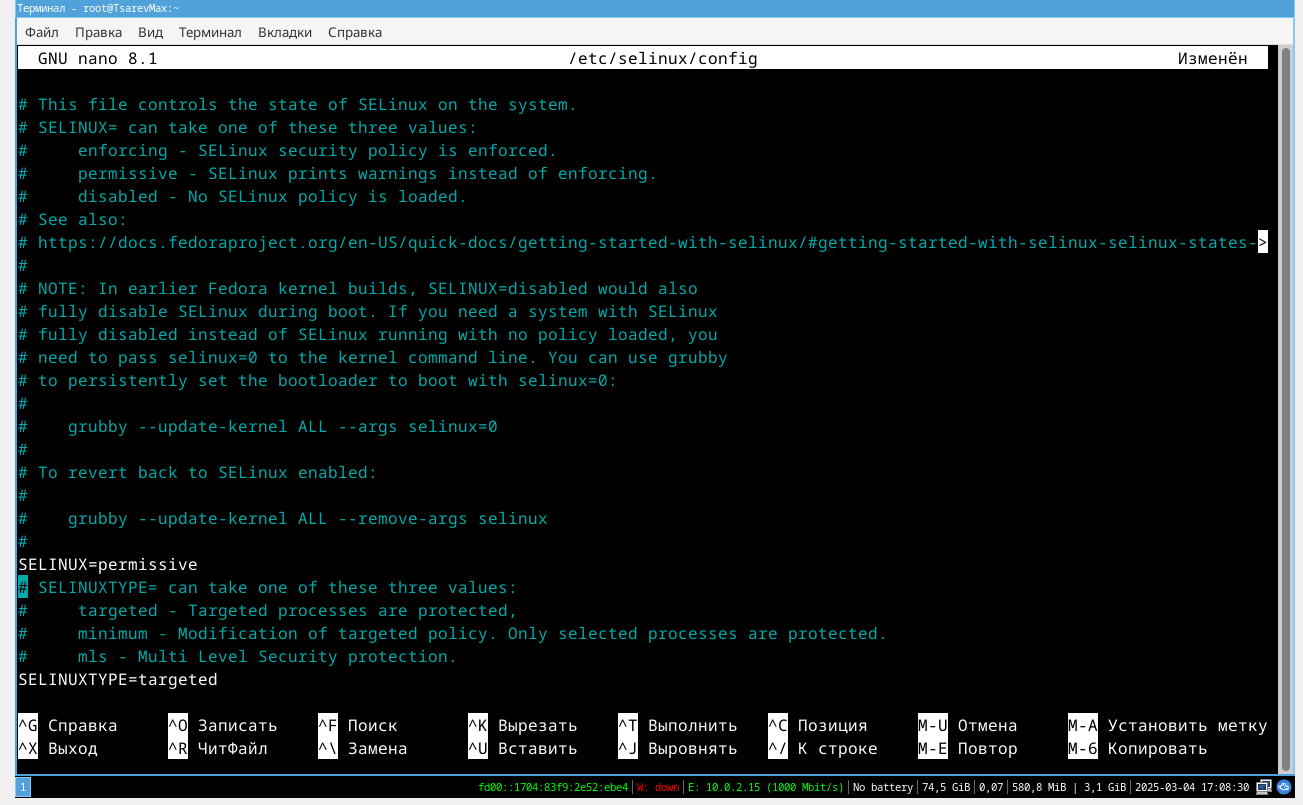 Терминал - root@TsarevMax:~
Файл Правка Вид Терминал Вкладки Справка
GNU nano 8.1 /etc/selinux/config Изменён
# This file controls the state of SELinux on the system.
# SELINUX= can take one of these three values:
#     enforcing - SELinux security policy is enforced.
#     permissive - SELinux prints warnings instead of enforcing.
#     disabled - No SELinux policy is loaded.
# See also:
# https://docs.fedoraproject.org/en-US/quick-docs/getting-started-with-selinux/#getting-started-with-selinux-selinux-states->
#
# NOTE: In earlier Fedora kernel builds, SELINUX=disabled would also
# fully disable SELinux during boot. If you need a system with SELinux
# fully disabled instead of SELinux running with no policy loaded, you
# need to pass selinux=0 to the kernel command line. You can use grubby
# to persistently set the bootloader to boot with selinux=0:
#
#    grubby --update-kernel ALL --args selinux=0
#
# To revert back to SELinux enabled:
#
#    grubby --update-kernel ALL --remove-args selinux
#
SELINUX=permissive
# SELINUXTYPE= can take one of these three values:
#     targeted - Targeted processes are protected,
#     minimum - Modification of targeted policy. Only selected processes are protected.
#     mls - Multi Level Security protection.
SELINUXTYPE=targeted
^G Справка ^O Записать ^F Поиск ^K Вырезать ^T Выполнить ^C Позиция M-U Отмена M-A Установить метку
^X Выход ^R ЧитФайл ^\ Замена ^U Вставить ^J Выровнять ^/ К строке M-E Повтор M-6 Копировать
1 fd00::1704:83f9:2e52:ebe4 W: down E: 10.0.2.15 (1000 Mbit/s) No battery 74,5 GiB 0,07 580,8 MiB | 3,1 GiB 2025-03-04 17:08:30